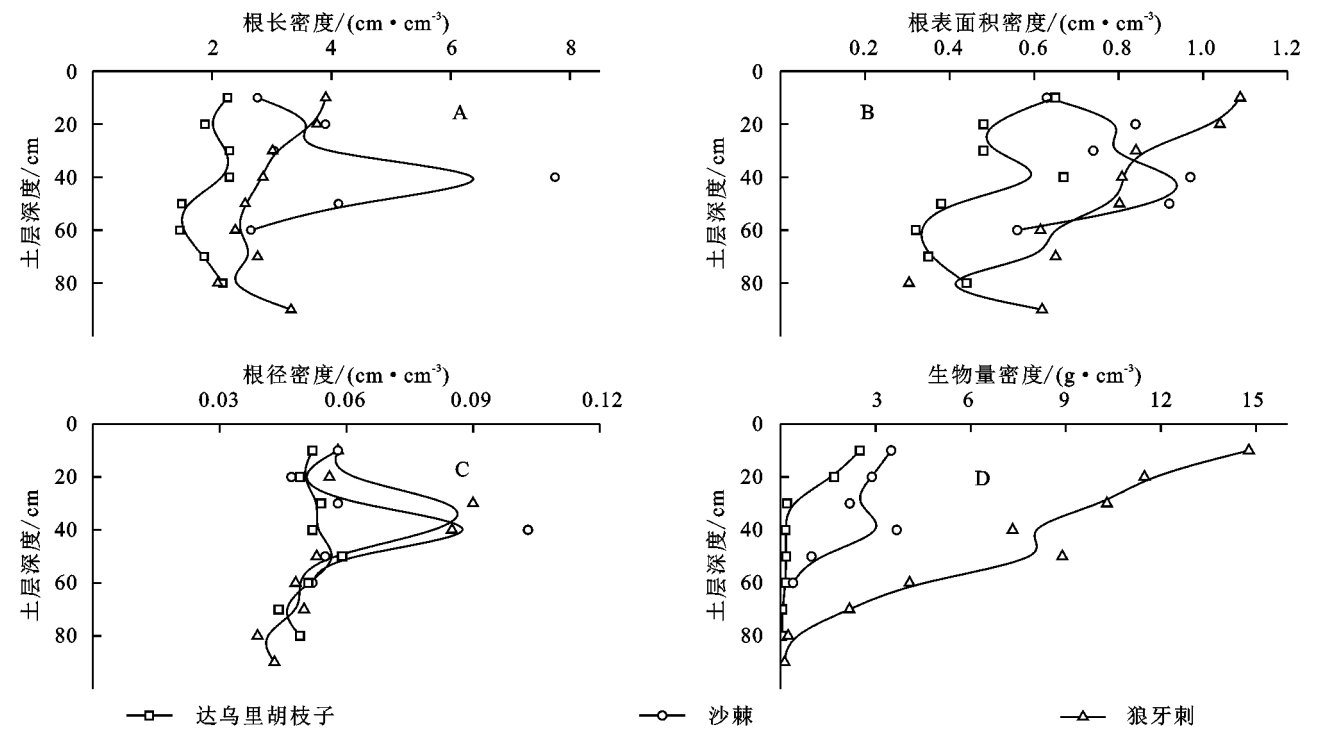 根长密度/(cm·cm⁻³)
2 4 6 8
0
20
40
60
80
土层深度/cm
A
根表面积密度/(cm·cm⁻³)
0.2 0.4 0.6 0.8 1.0 1.2
0
20
40
60
80
土层深度/cm
B
根径密度/(cm·cm⁻³)
0.03 0.06 0.09 0.12
0
20
40
60
80
土层深度/cm
C
生物量密度/(g·cm⁻³)
3 6 9 12 15
0
20
40
60
80
土层深度/cm
D
达乌里胡枝子 沙棘 狼牙刺